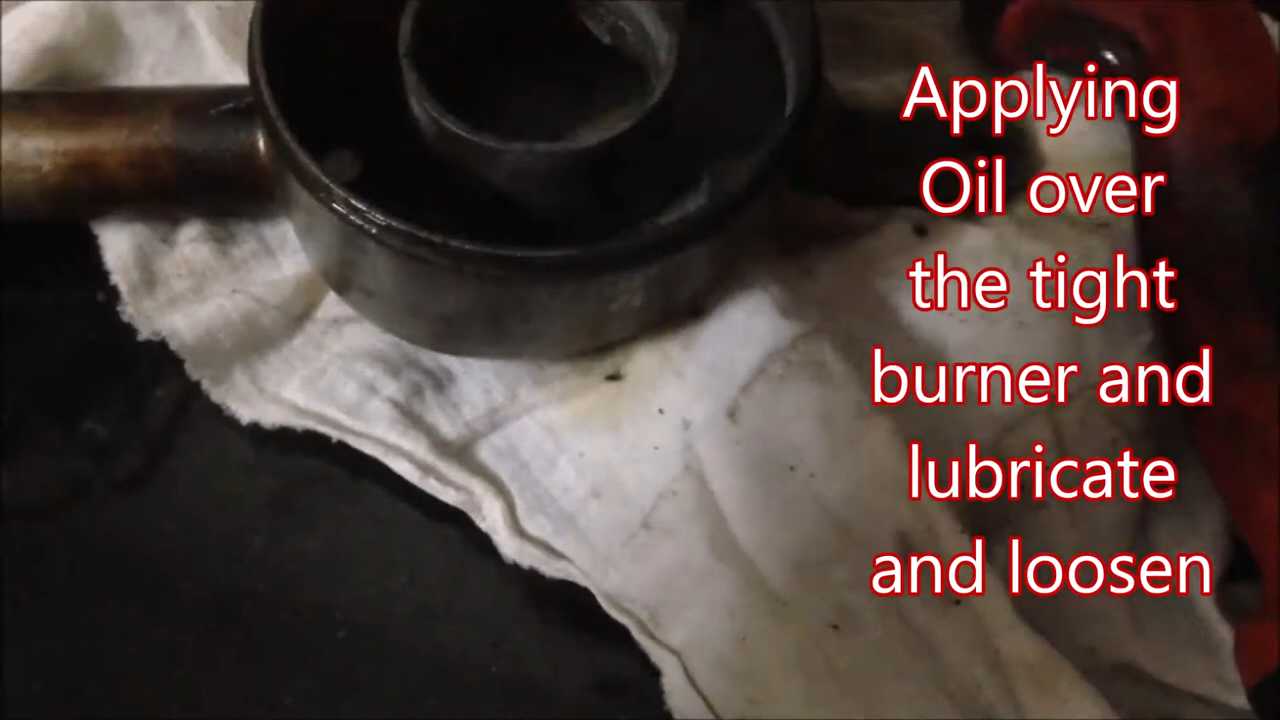 Applying
Oil over
the tight
burner and
lubricate
and loosen